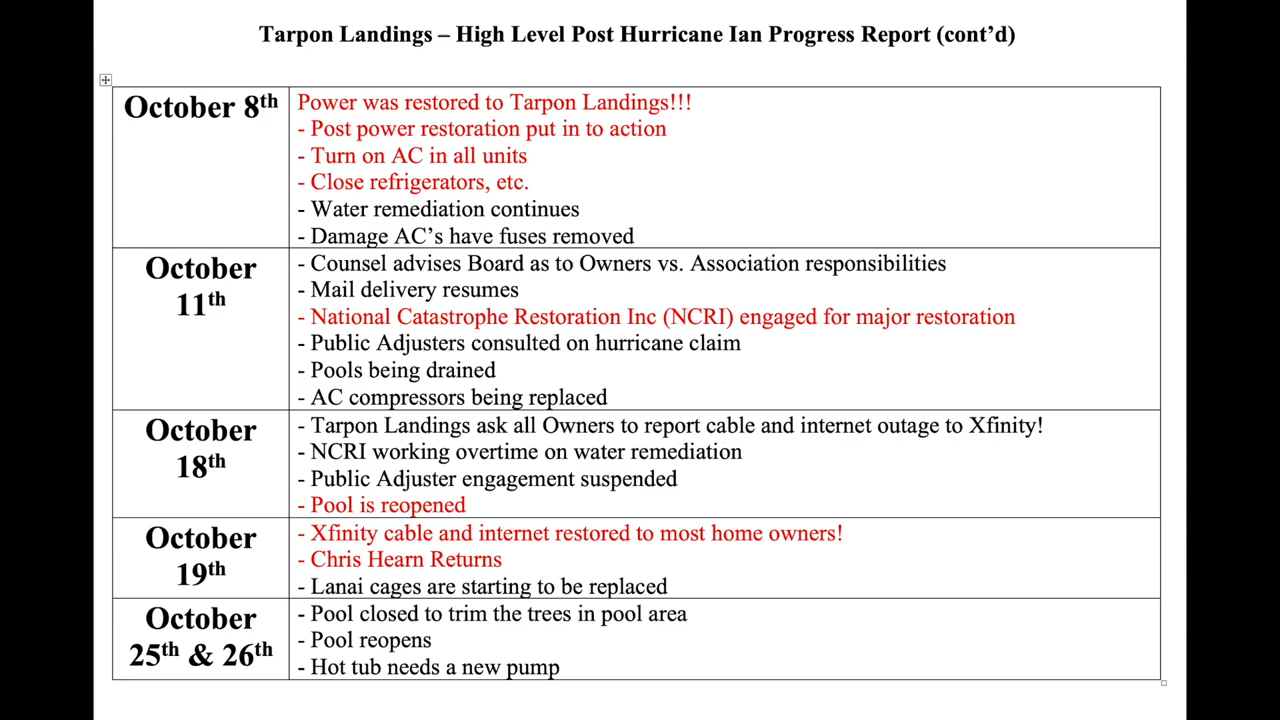 Tarpon Landings – High Level Post Hurricane Ian Progress Report (cont’d)
October 8th
Power was restored to Tarpon Landings!!!
- Post power restoration put in to action
- Turn on AC in all units
- Close refrigerators, etc.
- Water remediation continues
- Damage AC’s have fuses removed
October
11th
- Counsel advises Board as to Owners vs. Association responsibilities
- Mail delivery resumes
- National Catastrophe Restoration Inc (NCRI) engaged for major restoration
- Public Adjusters consulted on hurricane claim
- Pools being drained
- AC compressors being replaced
October
18th
- Tarpon Landings ask all Owners to report cable and internet outage to Xfinity!
- NCRI working overtime on water remediation
- Public Adjuster engagement suspended
- Pool is reopened
October
19th
- Xfinity cable and internet restored to most home owners!
- Chris Hearn Returns
- Lanai cages are starting to be replaced
October
25th & 26th
- Pool closed to trim the trees in pool area
- Pool reopens
- Hot tub needs a new pump